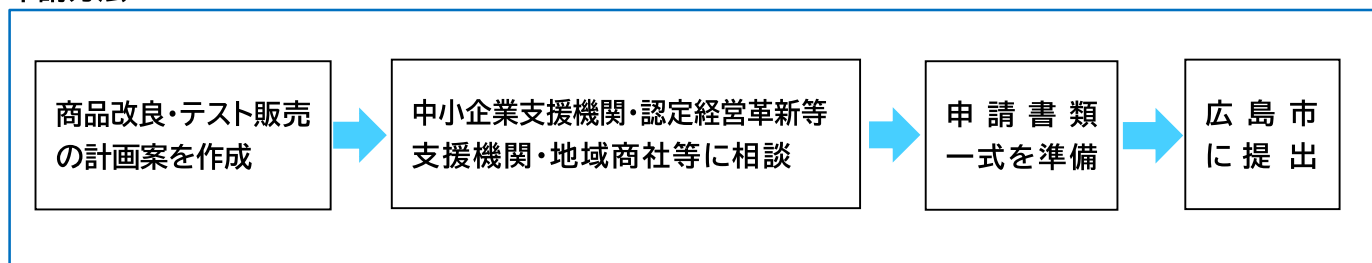 商品改良・テスト販売
の計画案を作成
中小企業支援機関・認定経営革新等
支援機関・地域商社等に相談
申請書類
一式を準備
広島市
に提出